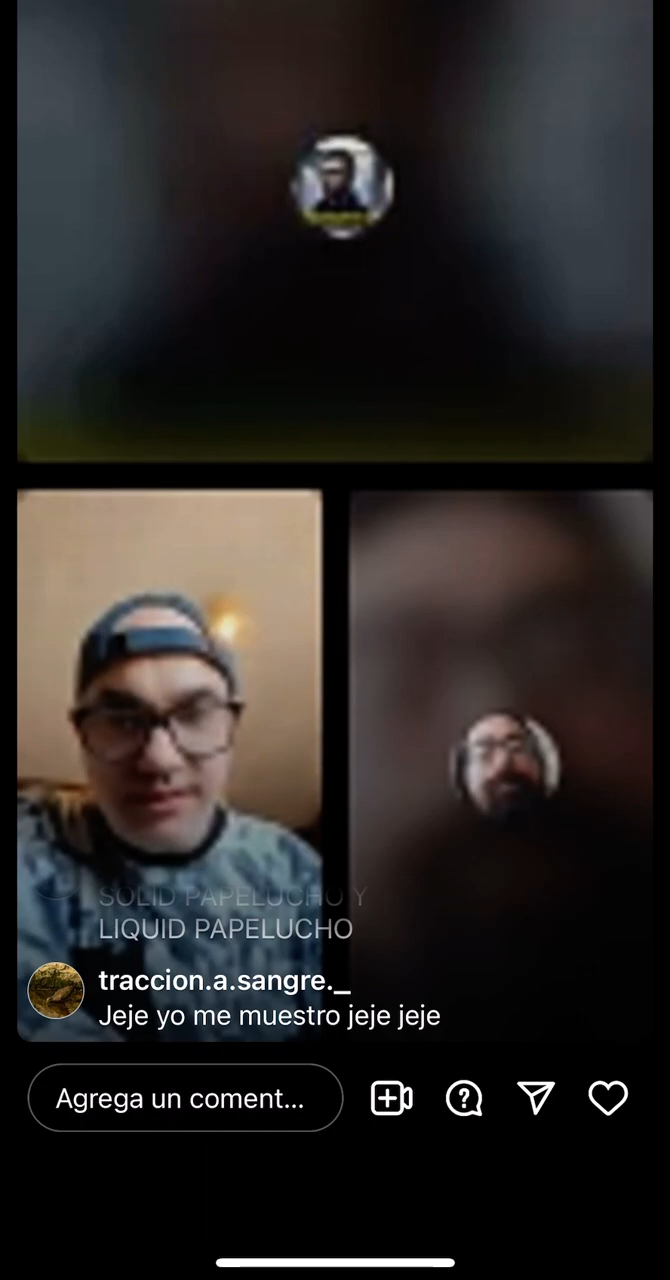 SOLID PAPELUCHO Y
LIQUID PAPELUCHO
traccion.a.sangre._
Jeje yo me muestro jeje jeje
Agrega un coment...